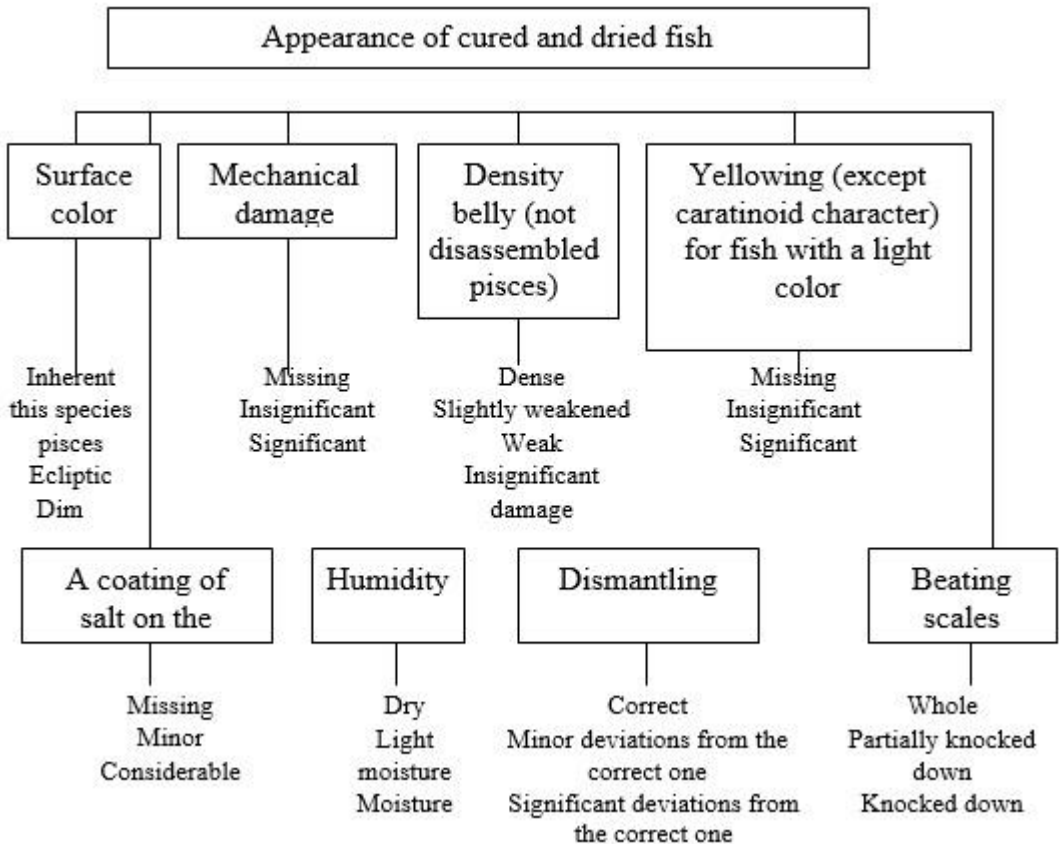 Appearance of cured and dried fish
Surface
color
Mechanical
damage
Density
belly (not
disassembled
pisces)
Yellowing (except
caratinoid character)
for fish with a light
color
Inherent
this species
pisces
Ecliptic
Dim
Missing
Insignificant
Significant
Dense
Slightly weakened
Weak
Insignificant
damage
Missing
Insignificant
Significant
A coating of
salt on the
Humidity
Dismantling
Beating
scales
Missing
Minor
Considerable
Dry
Light
moisture
Moisture
Correct
Minor deviations from the
correct one
Significant deviations from
the correct one
Whole
Partially knocked
down
Knocked down